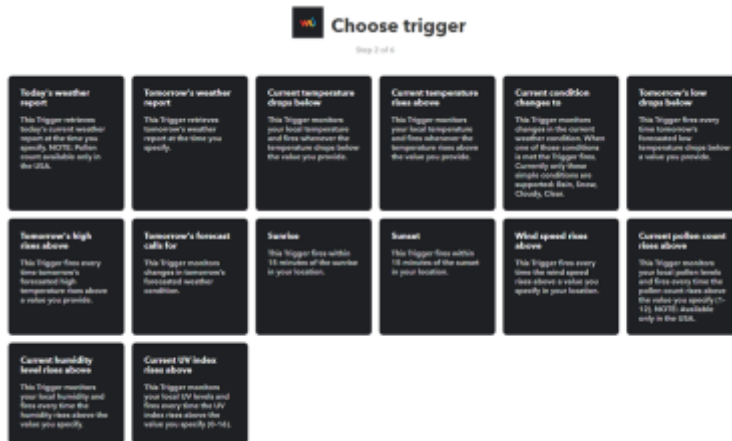 wu Choose trigger
Step 2 of 6
Today's weather
report
This Trigger retrieves
today's current weather
report at the time you
specify. NOTE: Pollen
count available only in
the USA.
Tomorrow's weather
report
This Trigger retrieves
tomorrow's weather
report at the time you
specify.
Current temperature
drops below
This Trigger monitors
your local temperature
and fires whenever the
temperature drops below
the value you provide.
Current temperature
rises above
This Trigger monitors
your local temperature
and fires whenever the
temperature rises above
the value you provide.
Current condition
changes to
This Trigger monitors
changes in the current
weather condition. When
one of those conditions
is met the Trigger fires.
Currently only these
simple conditions are
supported: Rain, Snow,
Cloudy, Clear.
Tomorrow's low
drops below
This Trigger fires every
time tomorrow's
forecasted low
temperature drops below
a value you provide.
Tomorrow's high
rises above
This Trigger fires every
time tomorrow's
forecasted high
temperature rises above
a value you provide.
Tomorrow's forecast
calls for
This Trigger monitors
changes in tomorrow's
forecasted weather
condition.
Sunrise
This Trigger fires within
15 minutes of the sunrise
in your location.
Sunset
This Trigger fires within
15 minutes of the sunset
in your location.
Wind speed rises
above
This Trigger fires every
time the wind speed
rises above a value you
specify in your location.
Current pollen count
rises above
This Trigger monitors
your local pollen levels
and fires every time the
pollen count rises above
the value you specify (1-
12). NOTE: Available
only in the USA.
Current humidity
level rises above
This Trigger monitors
your local humidity and
fires every time the
humidity rises above the
value you specify.
Current UV index
rises above
This Trigger monitors
your local UV levels and
fires every time the UV
index rises above the
value you specify (0-16).